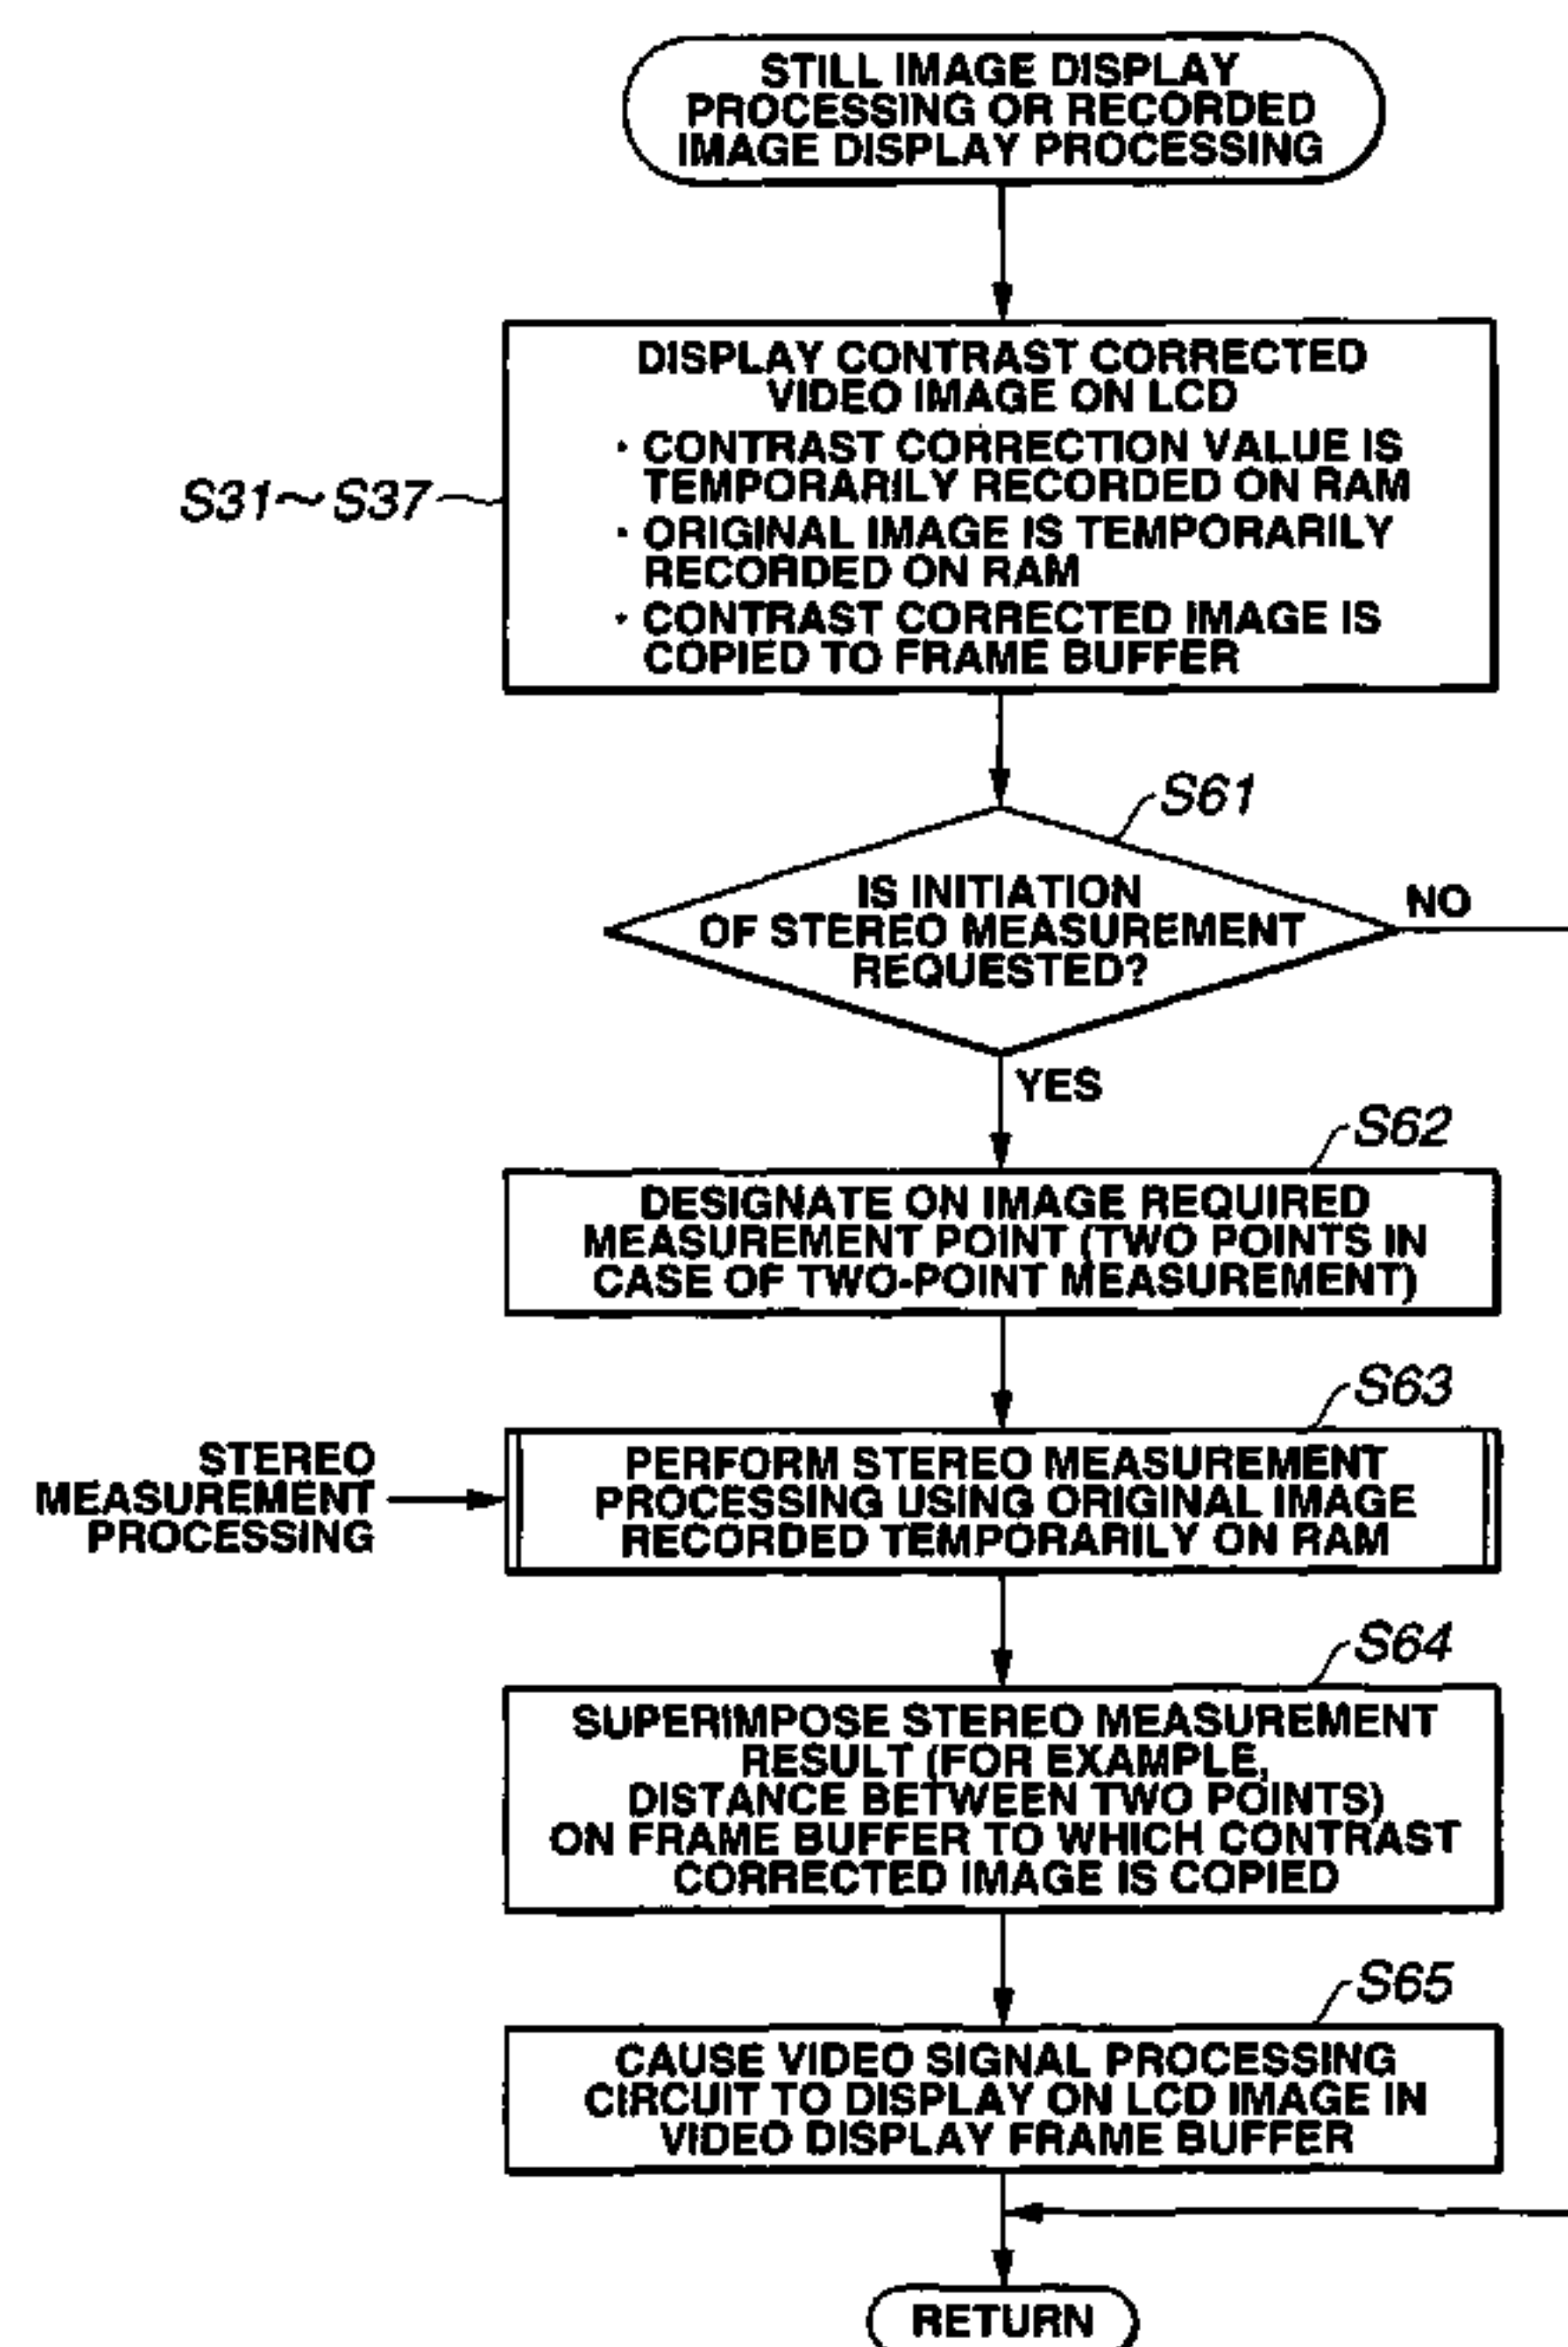 STILL IMAGE DISPLAY
PROCESSING OR RECORDED
IMAGE DISPLAY PROCESSING
DISPLAY CONTRAST CORRECTED
VIDEO IMAGE ON LCD
· CONTRAST CORRECTION VALUE IS
TEMPORARILY RECORDED ON RAM
· ORIGINAL IMAGE IS TEMPORARILY
RECORDED ON RAM
· CONTRAST CORRECTED IMAGE IS
COPIED TO FRAME BUFFER
S31~S37
S61
IS INITIATION
OF STEREO MEASUREMENT
REQUESTED?
NO
YES
S62
DESIGNATE ON IMAGE REQUIRED
MEASUREMENT POINT (TWO POINTS IN
CASE OF TWO-POINT MEASUREMENT)
S63
STEREO
MEASUREMENT
PROCESSING
PERFORM STEREO MEASUREMENT
PROCESSING USING ORIGINAL IMAGE
RECORDED TEMPORARILY ON RAM
S64
SUPERIMPOSE STEREO MEASUREMENT
RESULT (FOR EXAMPLE,
DISTANCE BETWEEN TWO POINTS)
ON FRAME BUFFER TO WHICH CONTRAST
CORRECTED IMAGE IS COPIED
S65
CAUSE VIDEO SIGNAL PROCESSING
CIRCUIT TO DISPLAY ON LCD IMAGE IN
VIDEO DISPLAY FRAME BUFFER
RETURN